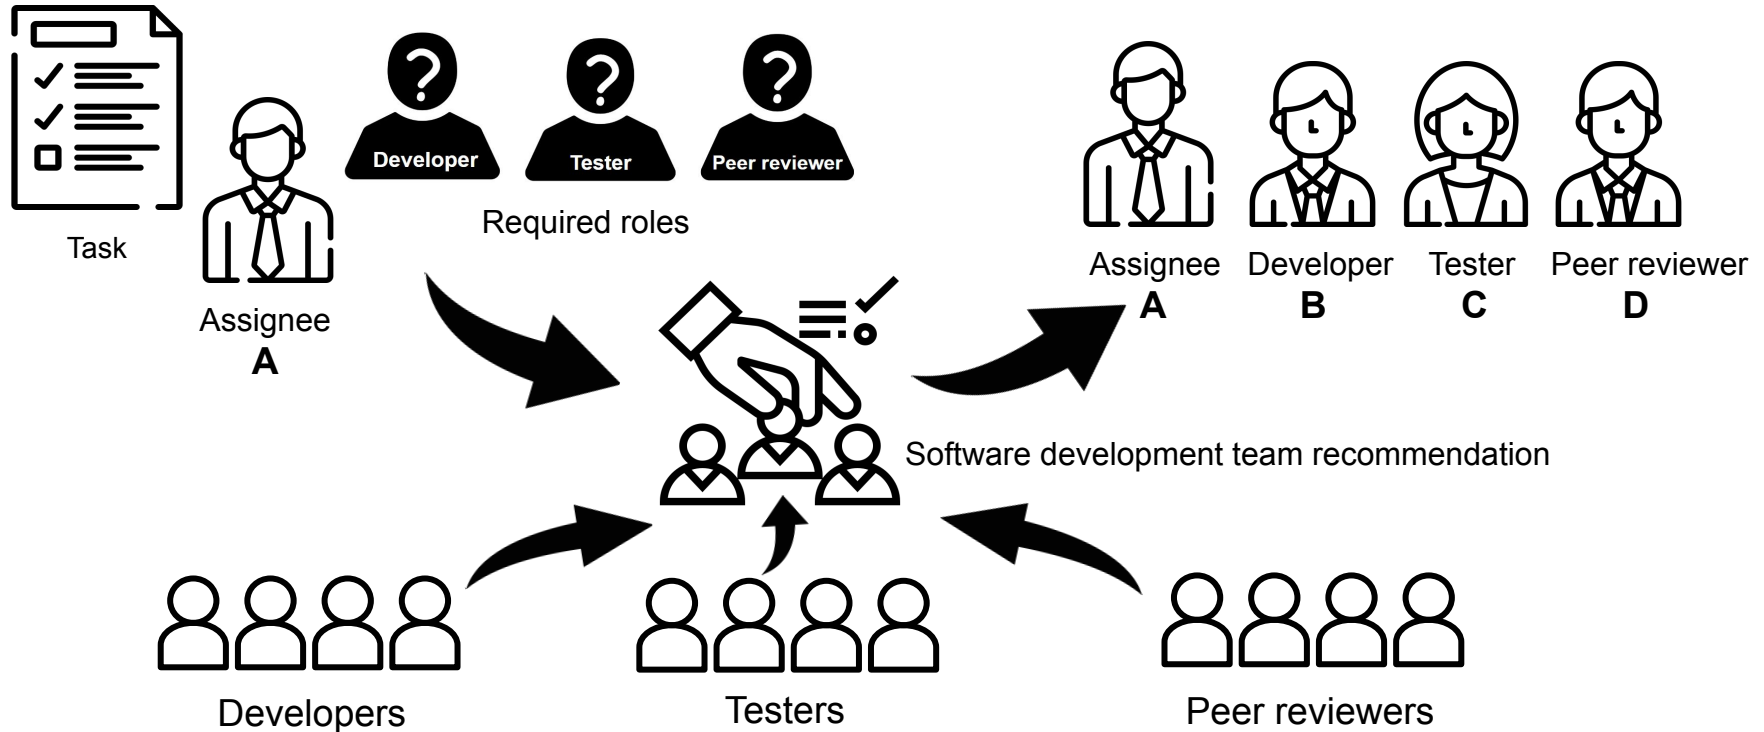 Developer
Tester
Peer reviewer
Task
Required roles
Assignee
A
Assignee
Developer
Tester
Peer reviewer
A
B
C
D
Software development team recommendation
Developers
Testers
Peer reviewers